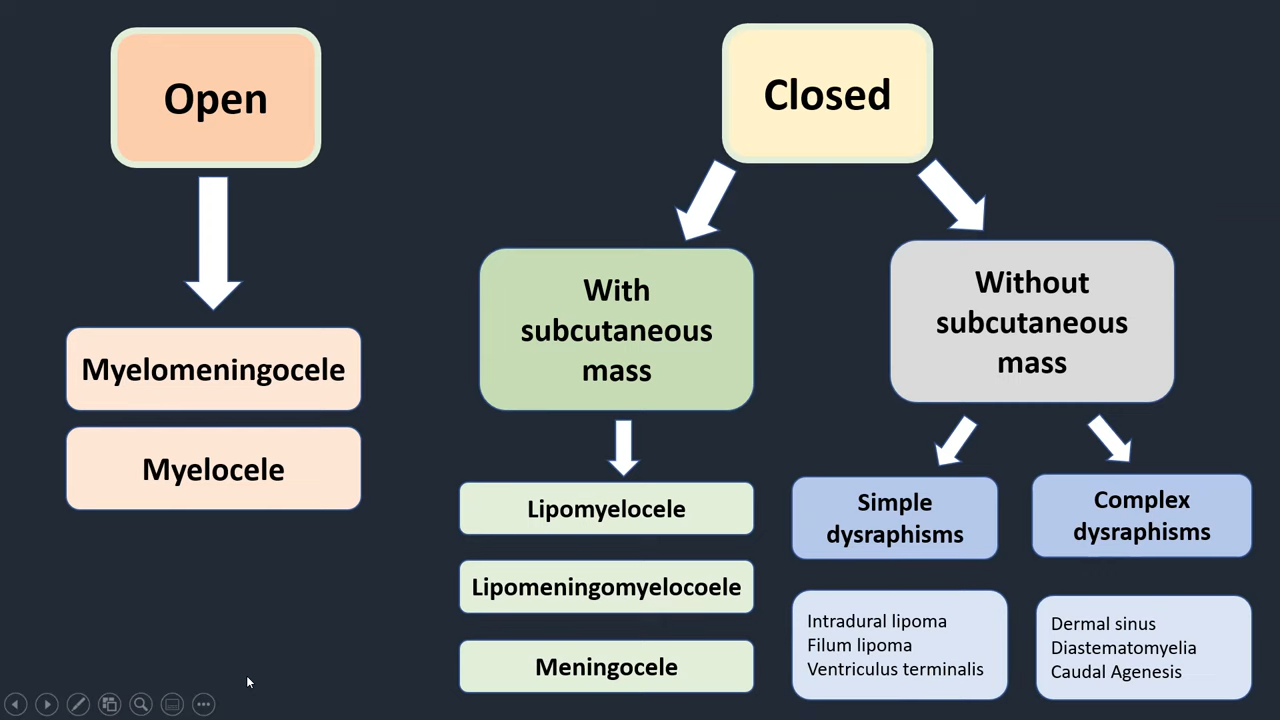 Open
Myelomeningocele
Myelocele
Closed
With
subcutaneous
mass
Lipomyelocele
Lipomeningomyelocoele
Meningocele
Without
subcutaneous
mass
Simple
dysraphisms
Intradural lipoma
Filum lipoma
Ventriculus terminalis
Complex
dysraphisms
Dermal sinus
Diastematomyelia
Caudal Agenesis